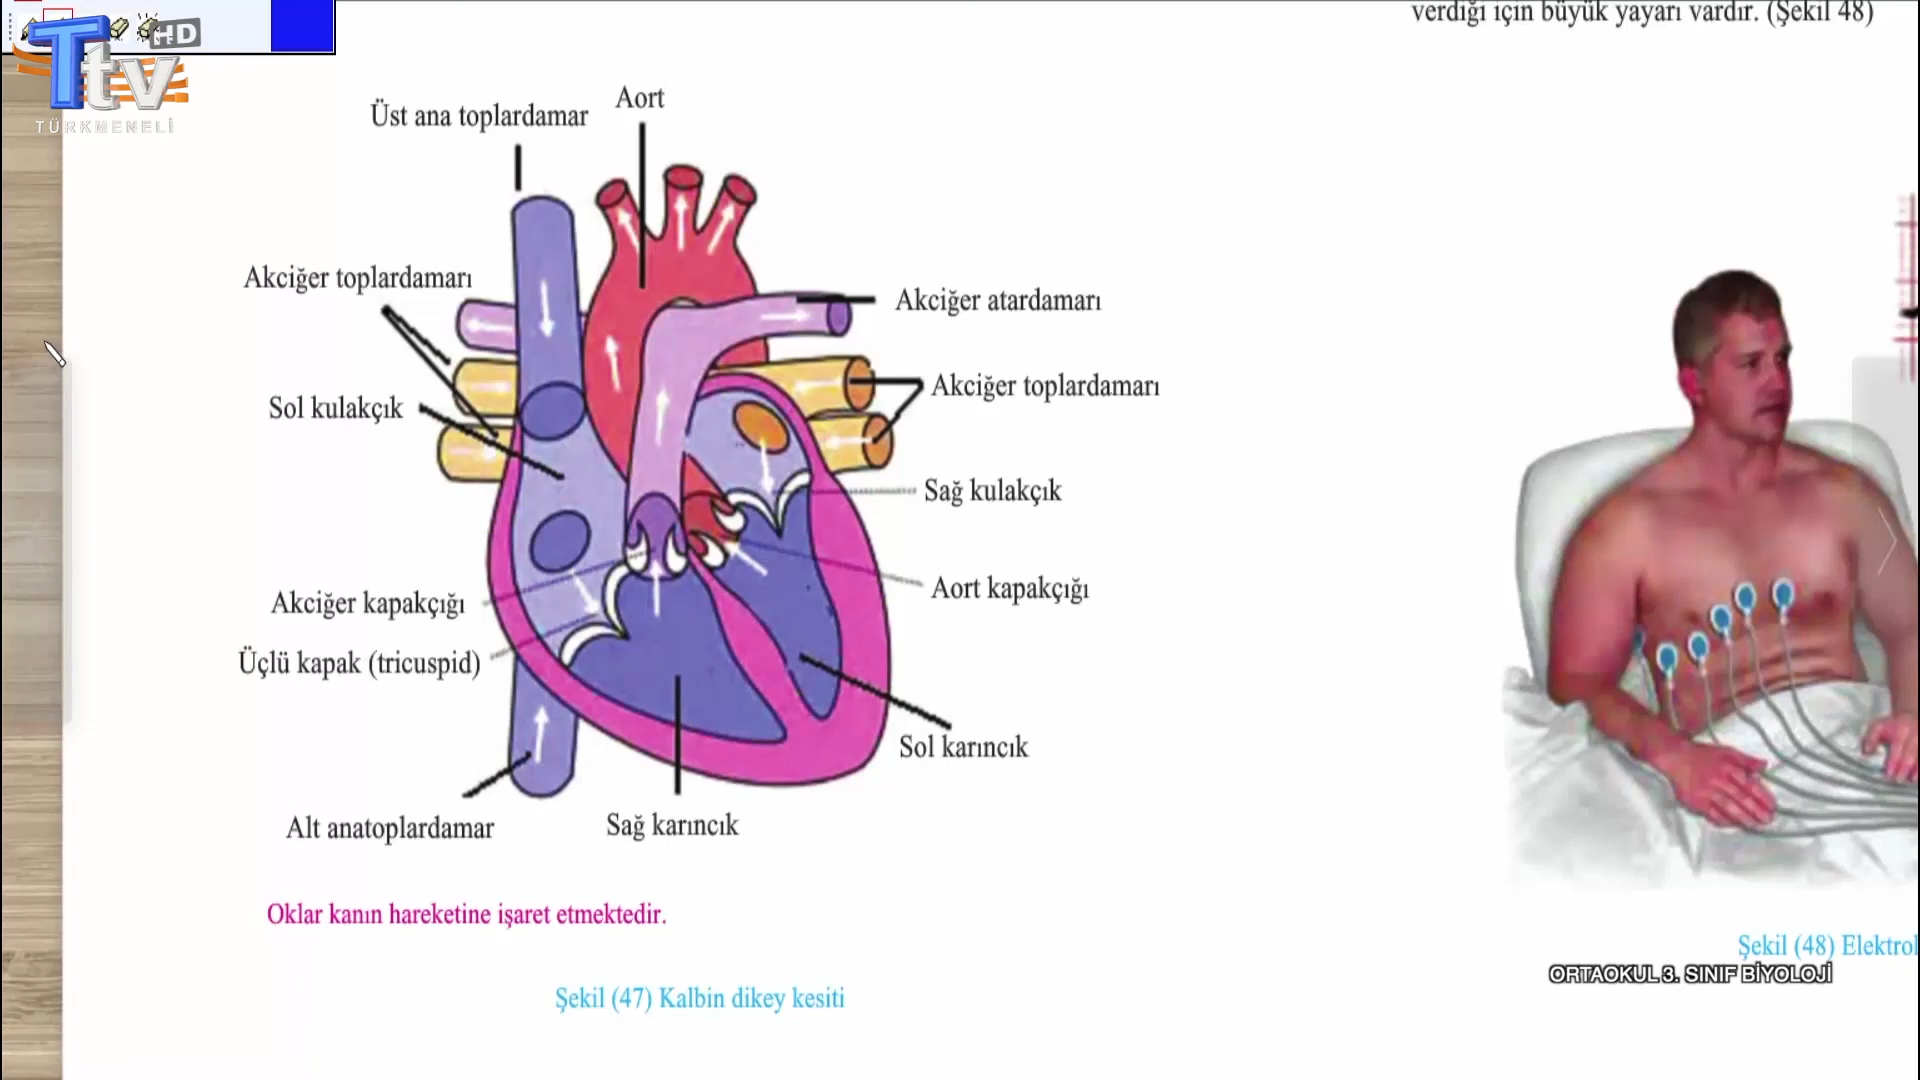 verdiği için büyük yayarı vardır. (Şekil 48)
HD
Ttv
TÜRKMENELİ
Aort
Üst ana toplardamar
Akciğer toplardamarı
Akciğer atardamarı
Akciğer toplardamarı
Sol kulakçık
Sağ kulakçık
Aort kapakçığı
Akciğer kapakçığı
Üçlü kapak (tricuspid)
Sol karıncık
Alt anatoplardamar
Sağ karıncık
Oklar kanın hareketine işaret etmektedir.
Şekil (48) Elektrol
ORTAOKUL 3. SINIF BİYOLOJİ
Şekil (47) Kalbin dikey kesiti